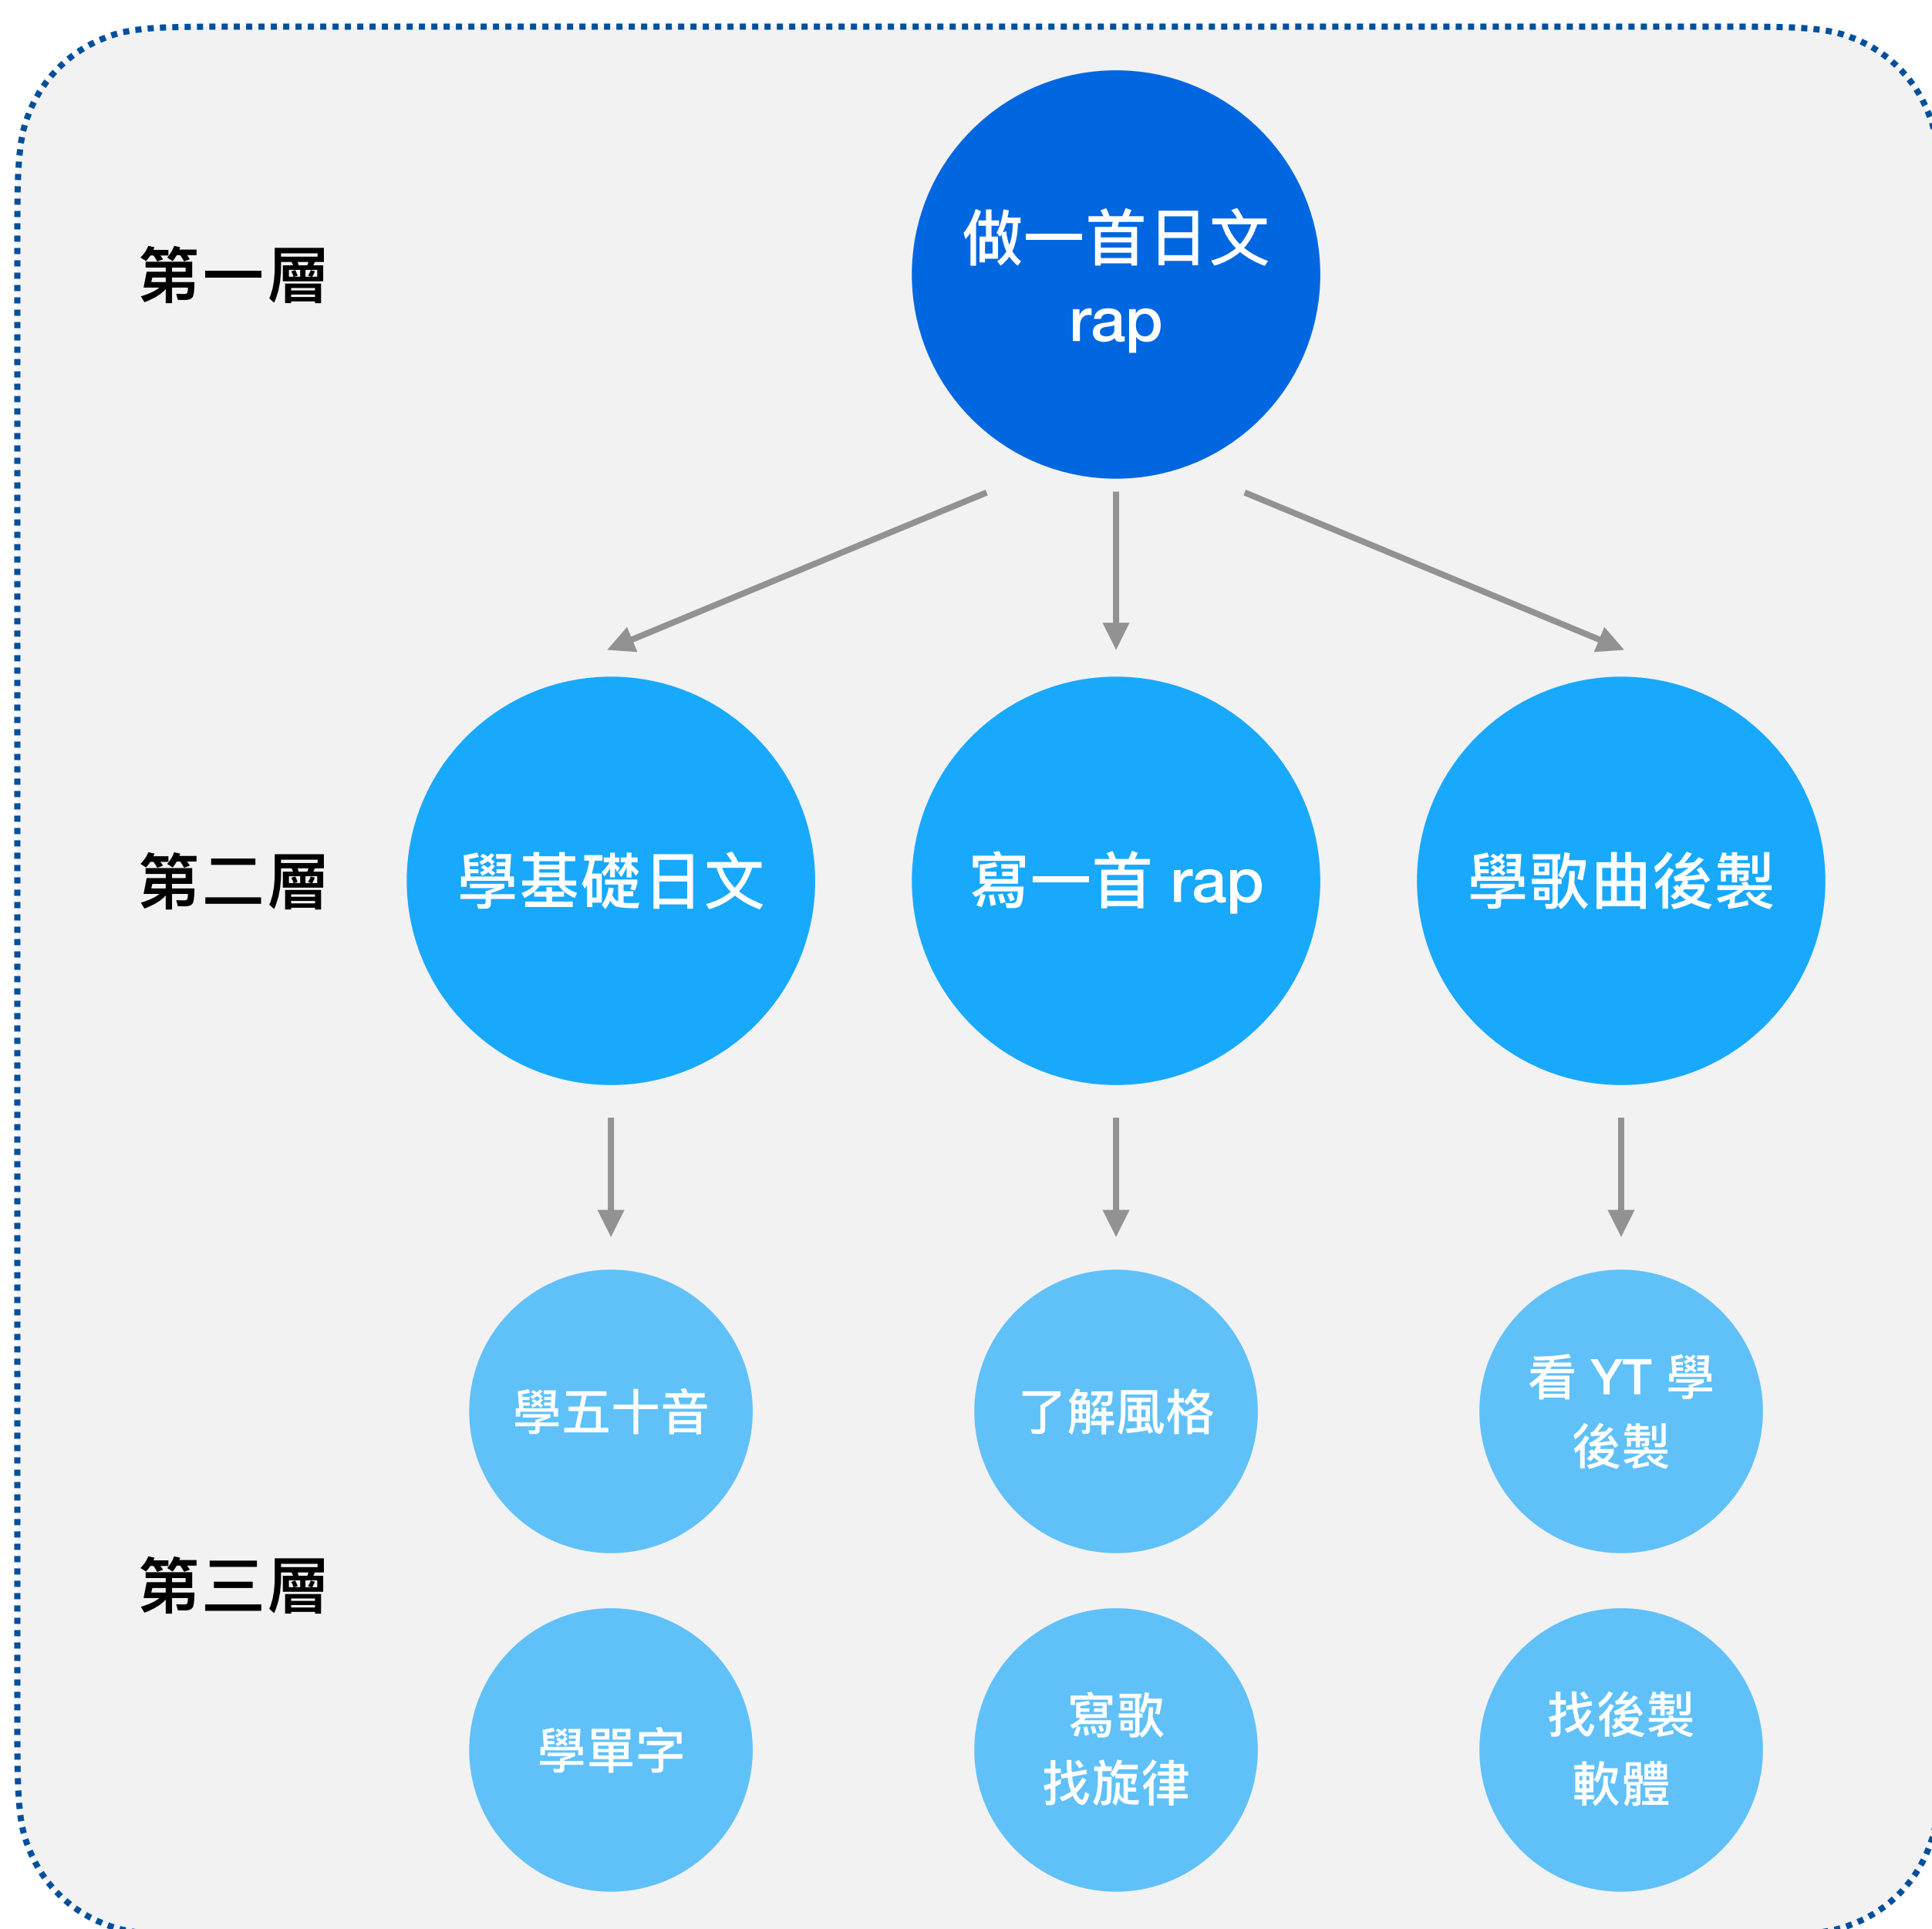 第一層
做一首日文
rap
第二層
學基礎日文
寫一首 rap
學歌曲後製
第三層
學五十音
了解風格
看 YT 學
後製
學單字
寫歌
找旋律
找後製
軟體